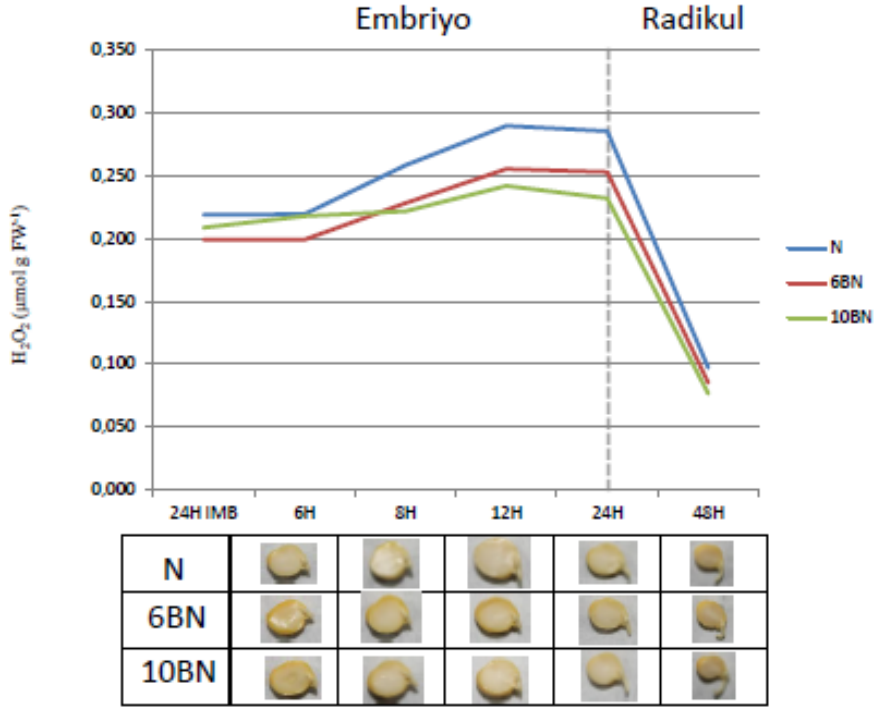 Embriyo Radikul
0,350
0,300
0,250
0,200
0,150
0,100
0,050
0,000
H₂O₂ (µmol g FW⁻¹)
N
6BN
10BN
24H IMB 6H 8H 12H 24H 48H
N
6BN
10BN